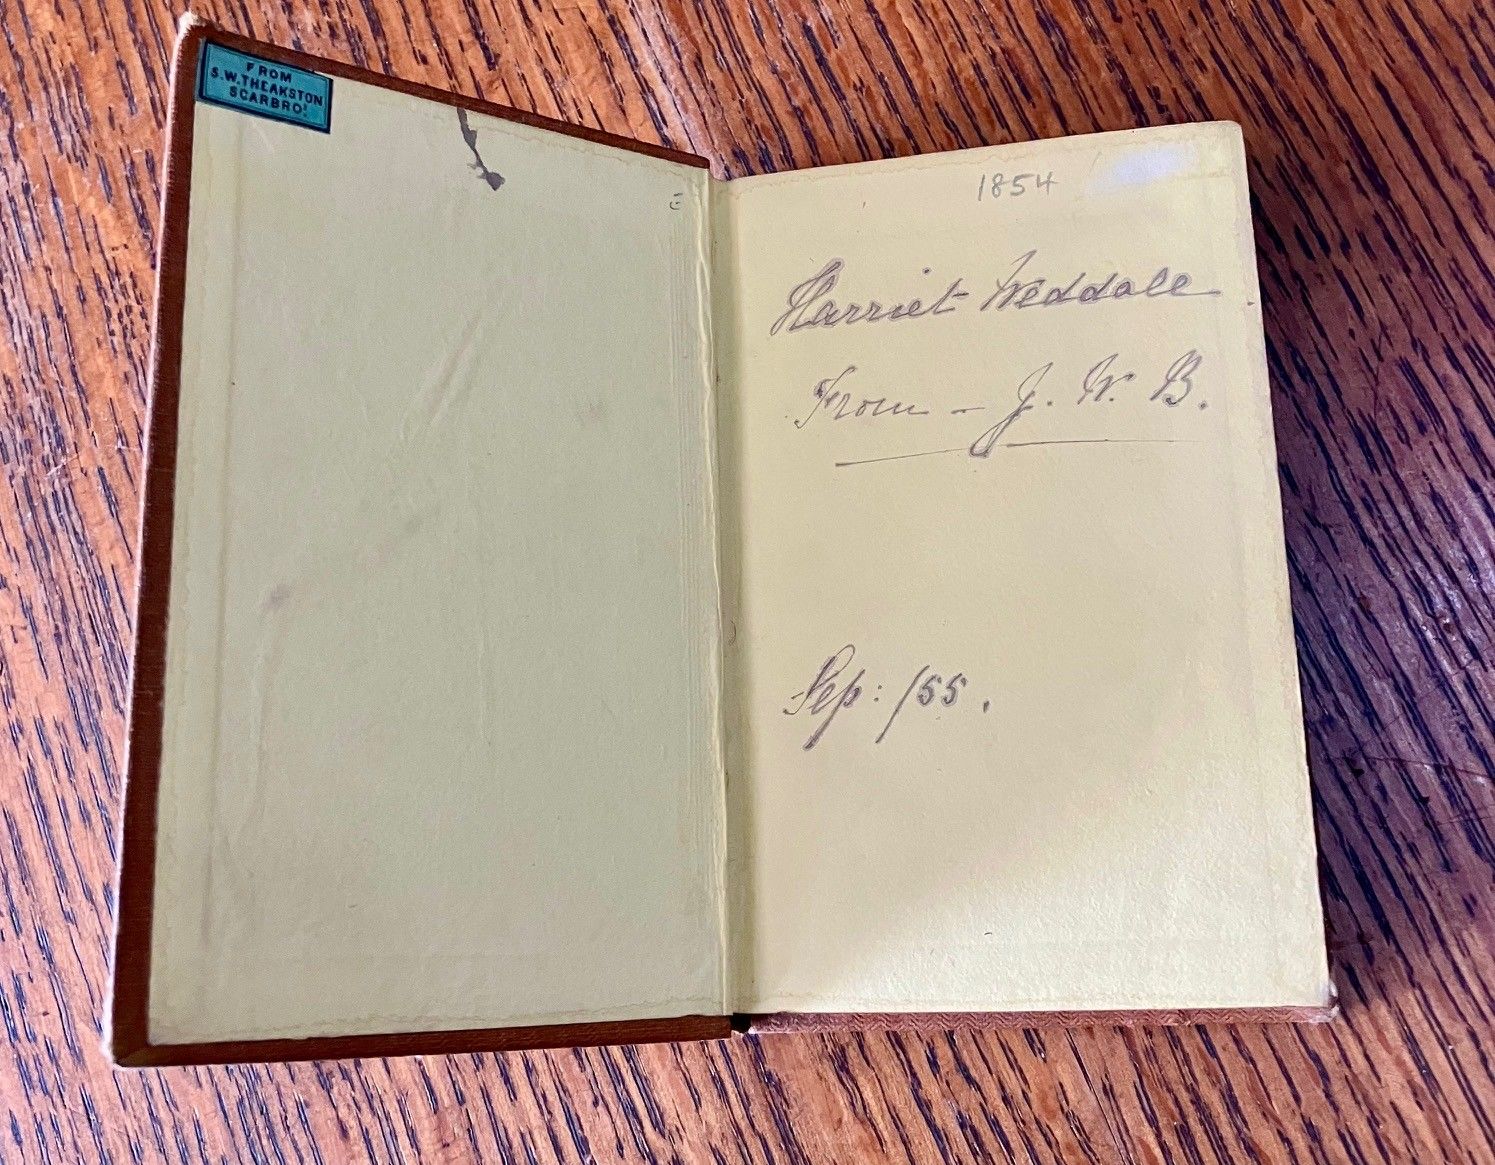 FROM
S.W.THEAKSTON
SCARBRO'
1854
Harriet Weddall
From - J. W. B.
Sep: /55.